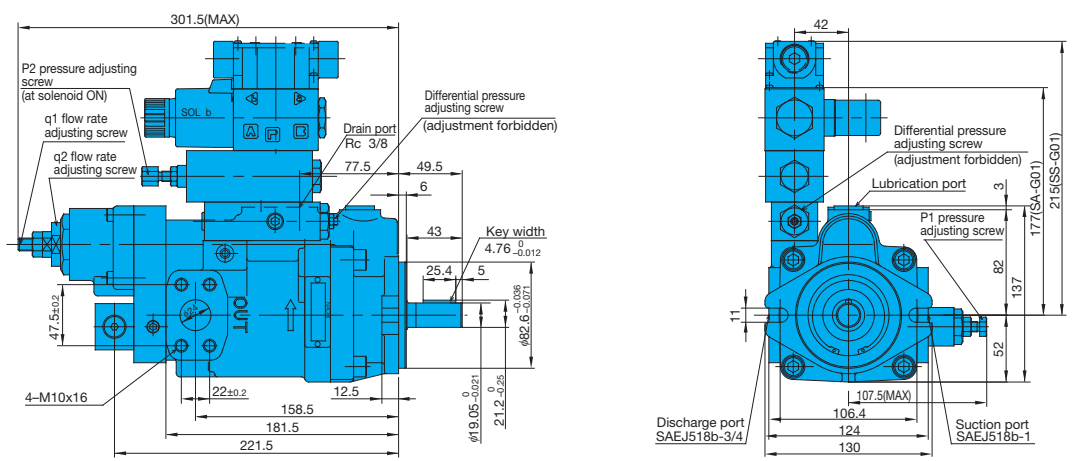 301.5(MAX)
P2 pressure adjusting
screw
(at solenoid ON)
q1 flow rate
adjusting screw
q2 flow rate
adjusting screw
SOL b
A
P
B
Differential pressure
adjusting screw
(adjustment forbidden)
Drain port
Rc 3/8
77.5
49.5
6
43
Key width
4.76 0 -0.012
25.4
5
47.5±0.2
φ24
OUT
φ82.6 -0.036 -0.071
4–M10x16
22±0.2
12.5
φ19.05 0 -0.021
21.2 0 -0.25
158.5
181.5
221.5
42
Differential pressure
adjusting screw
(adjustment forbidden)
Lubrication port
P1 pressure
adjusting screw
3
177(SA-G01)
215(SS-G01)
82
137
11
52
107.5(MAX)
Discharge port
SAEJ518b-3/4
106.4
124
130
Suction port
SAEJ518b-1